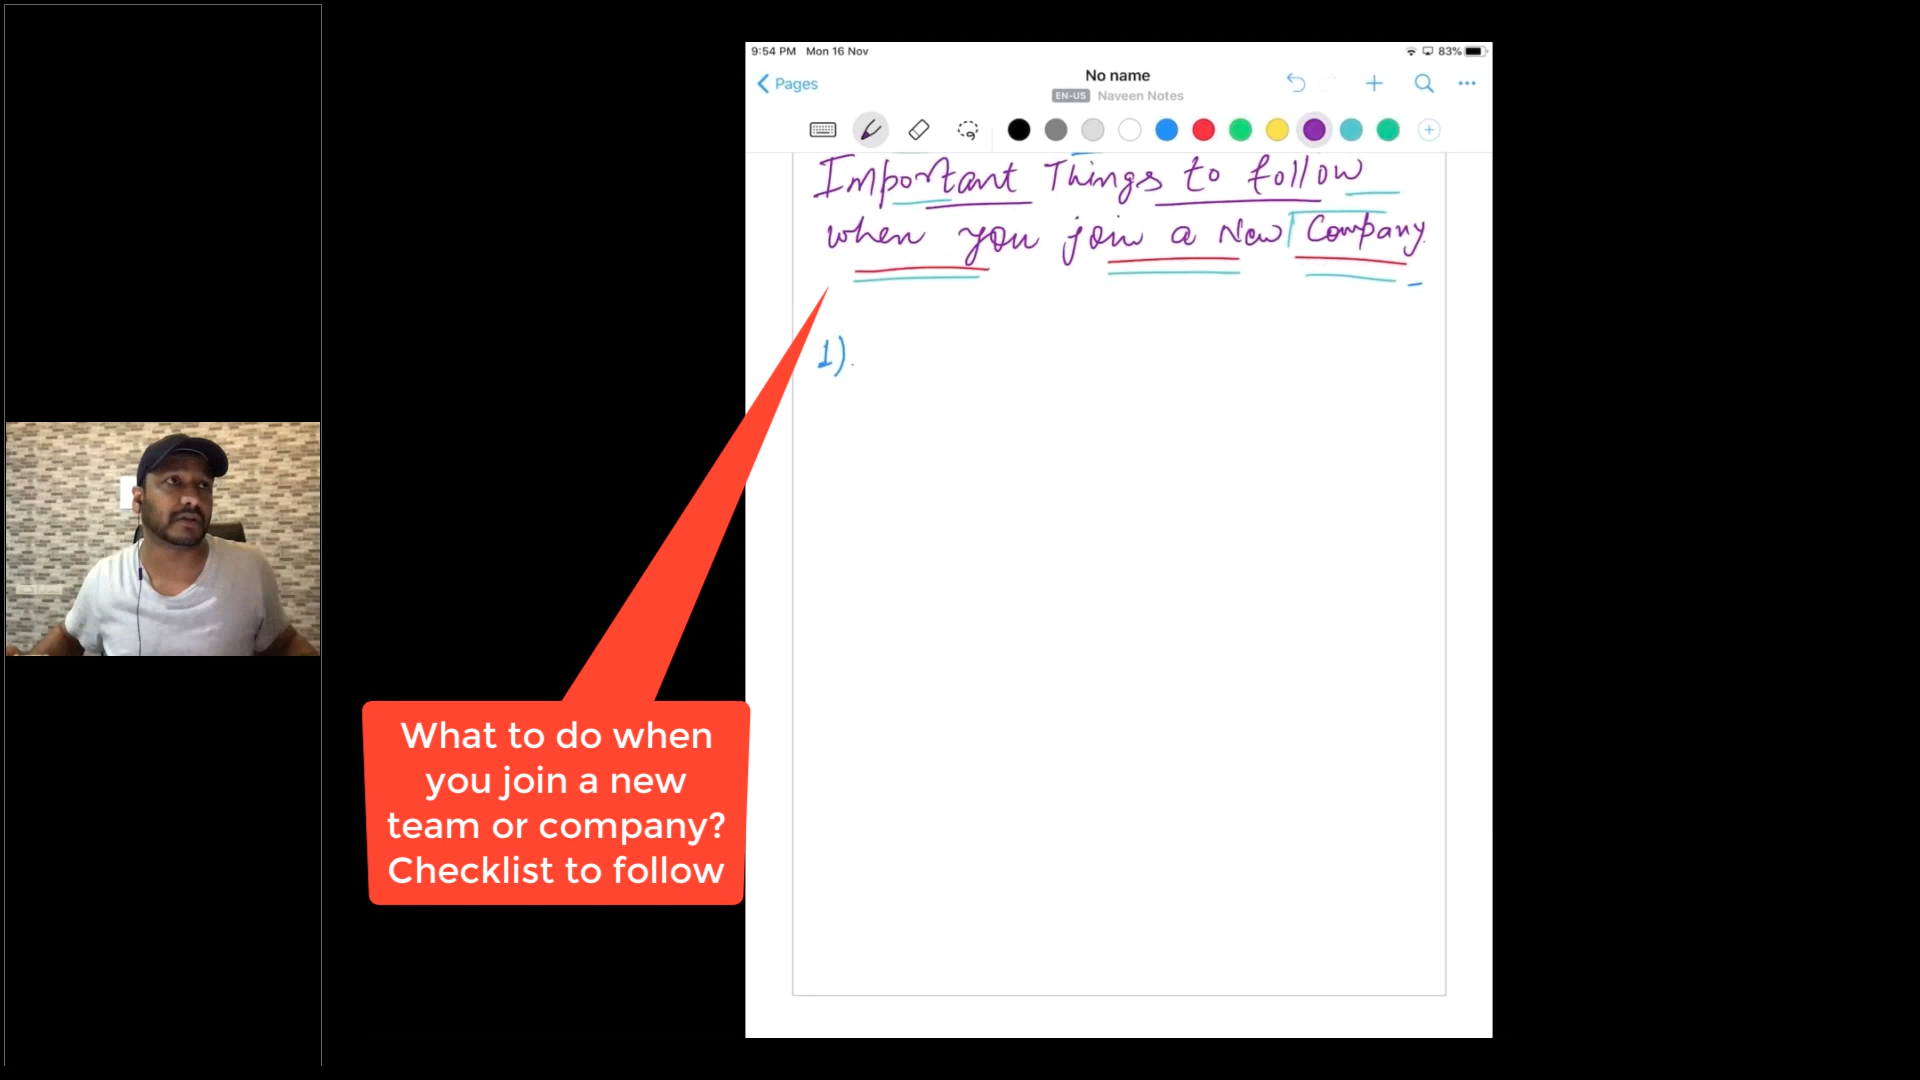 9:54 PM Mon 16 Nov
83%
Pages
No name
EN-US Naveen Notes
Important Things to follow
when you join a New Company
1).
What to do when
you join a new
team or company?
Checklist to follow